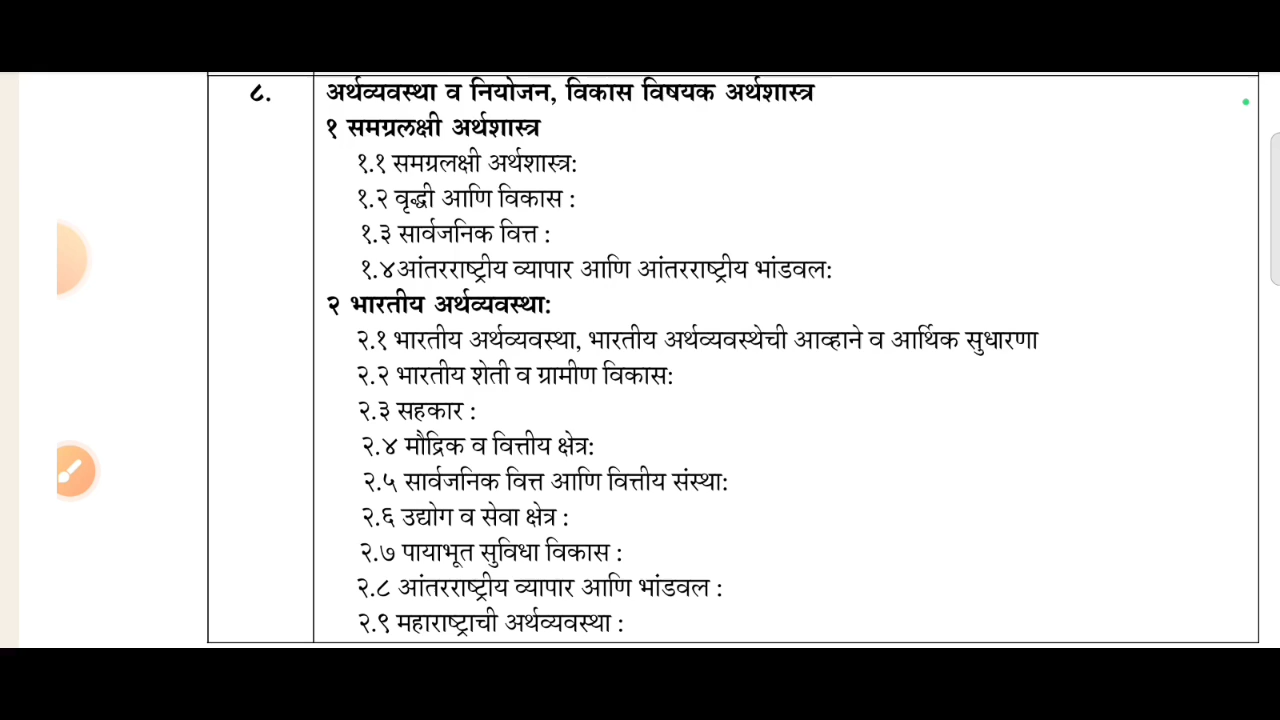 ८. अर्थव्यवस्था व नियोजन, विकास विषयक अर्थशास्त्र
१ समग्रलक्षी अर्थशास्त्र
१.१ समग्रलक्षी अर्थशास्त्र:
१.२ वृद्धी आणि विकास :
१.३ सार्वजनिक वित्त :
१.४आंतरराष्ट्रीय व्यापार आणि आंतरराष्ट्रीय भांडवल:
२ भारतीय अर्थव्यवस्था:
२.१ भारतीय अर्थव्यवस्था, भारतीय अर्थव्यवस्थेची आव्हाने व आर्थिक सुधारणा
२.२ भारतीय शेती व ग्रामीण विकास:
२.३ सहकार :
२.४ मौद्रिक व वित्तीय क्षेत्र:
२.५ सार्वजनिक वित्त आणि वित्तीय संस्था:
२.६ उद्योग व सेवा क्षेत्र :
२.७ पायाभूत सुविधा विकास :
२.८ आंतरराष्ट्रीय व्यापार आणि भांडवल :
२.९ महाराष्ट्राची अर्थव्यवस्था :